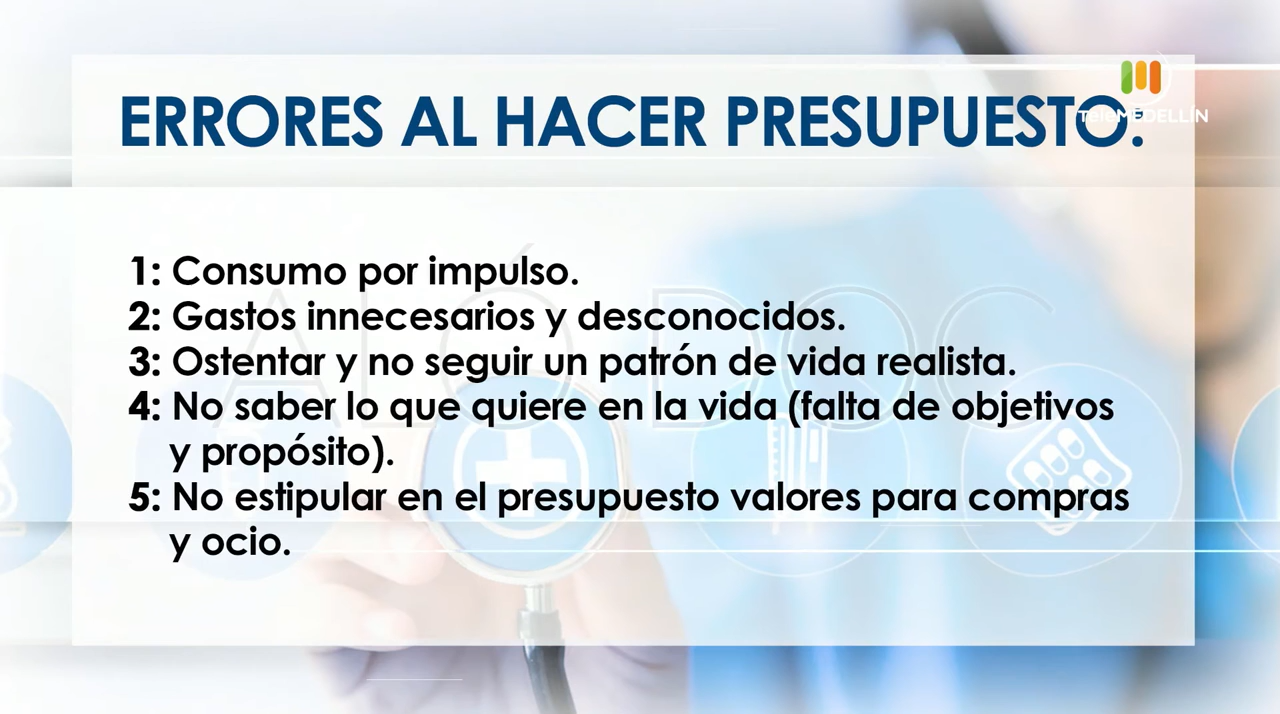 TeleMEDELLÍN
ERRORES AL HACER PRESUPUESTO:
ALÓ DOC
1: Consumo por impulso.
2: Gastos innecesarios y desconocidos.
3: Ostentar y no seguir un patrón de vida realista.
4: No saber lo que quiere en la vida (falta de objetivos
y propósito).
5: No estipular en el presupuesto valores para compras
y ocio.